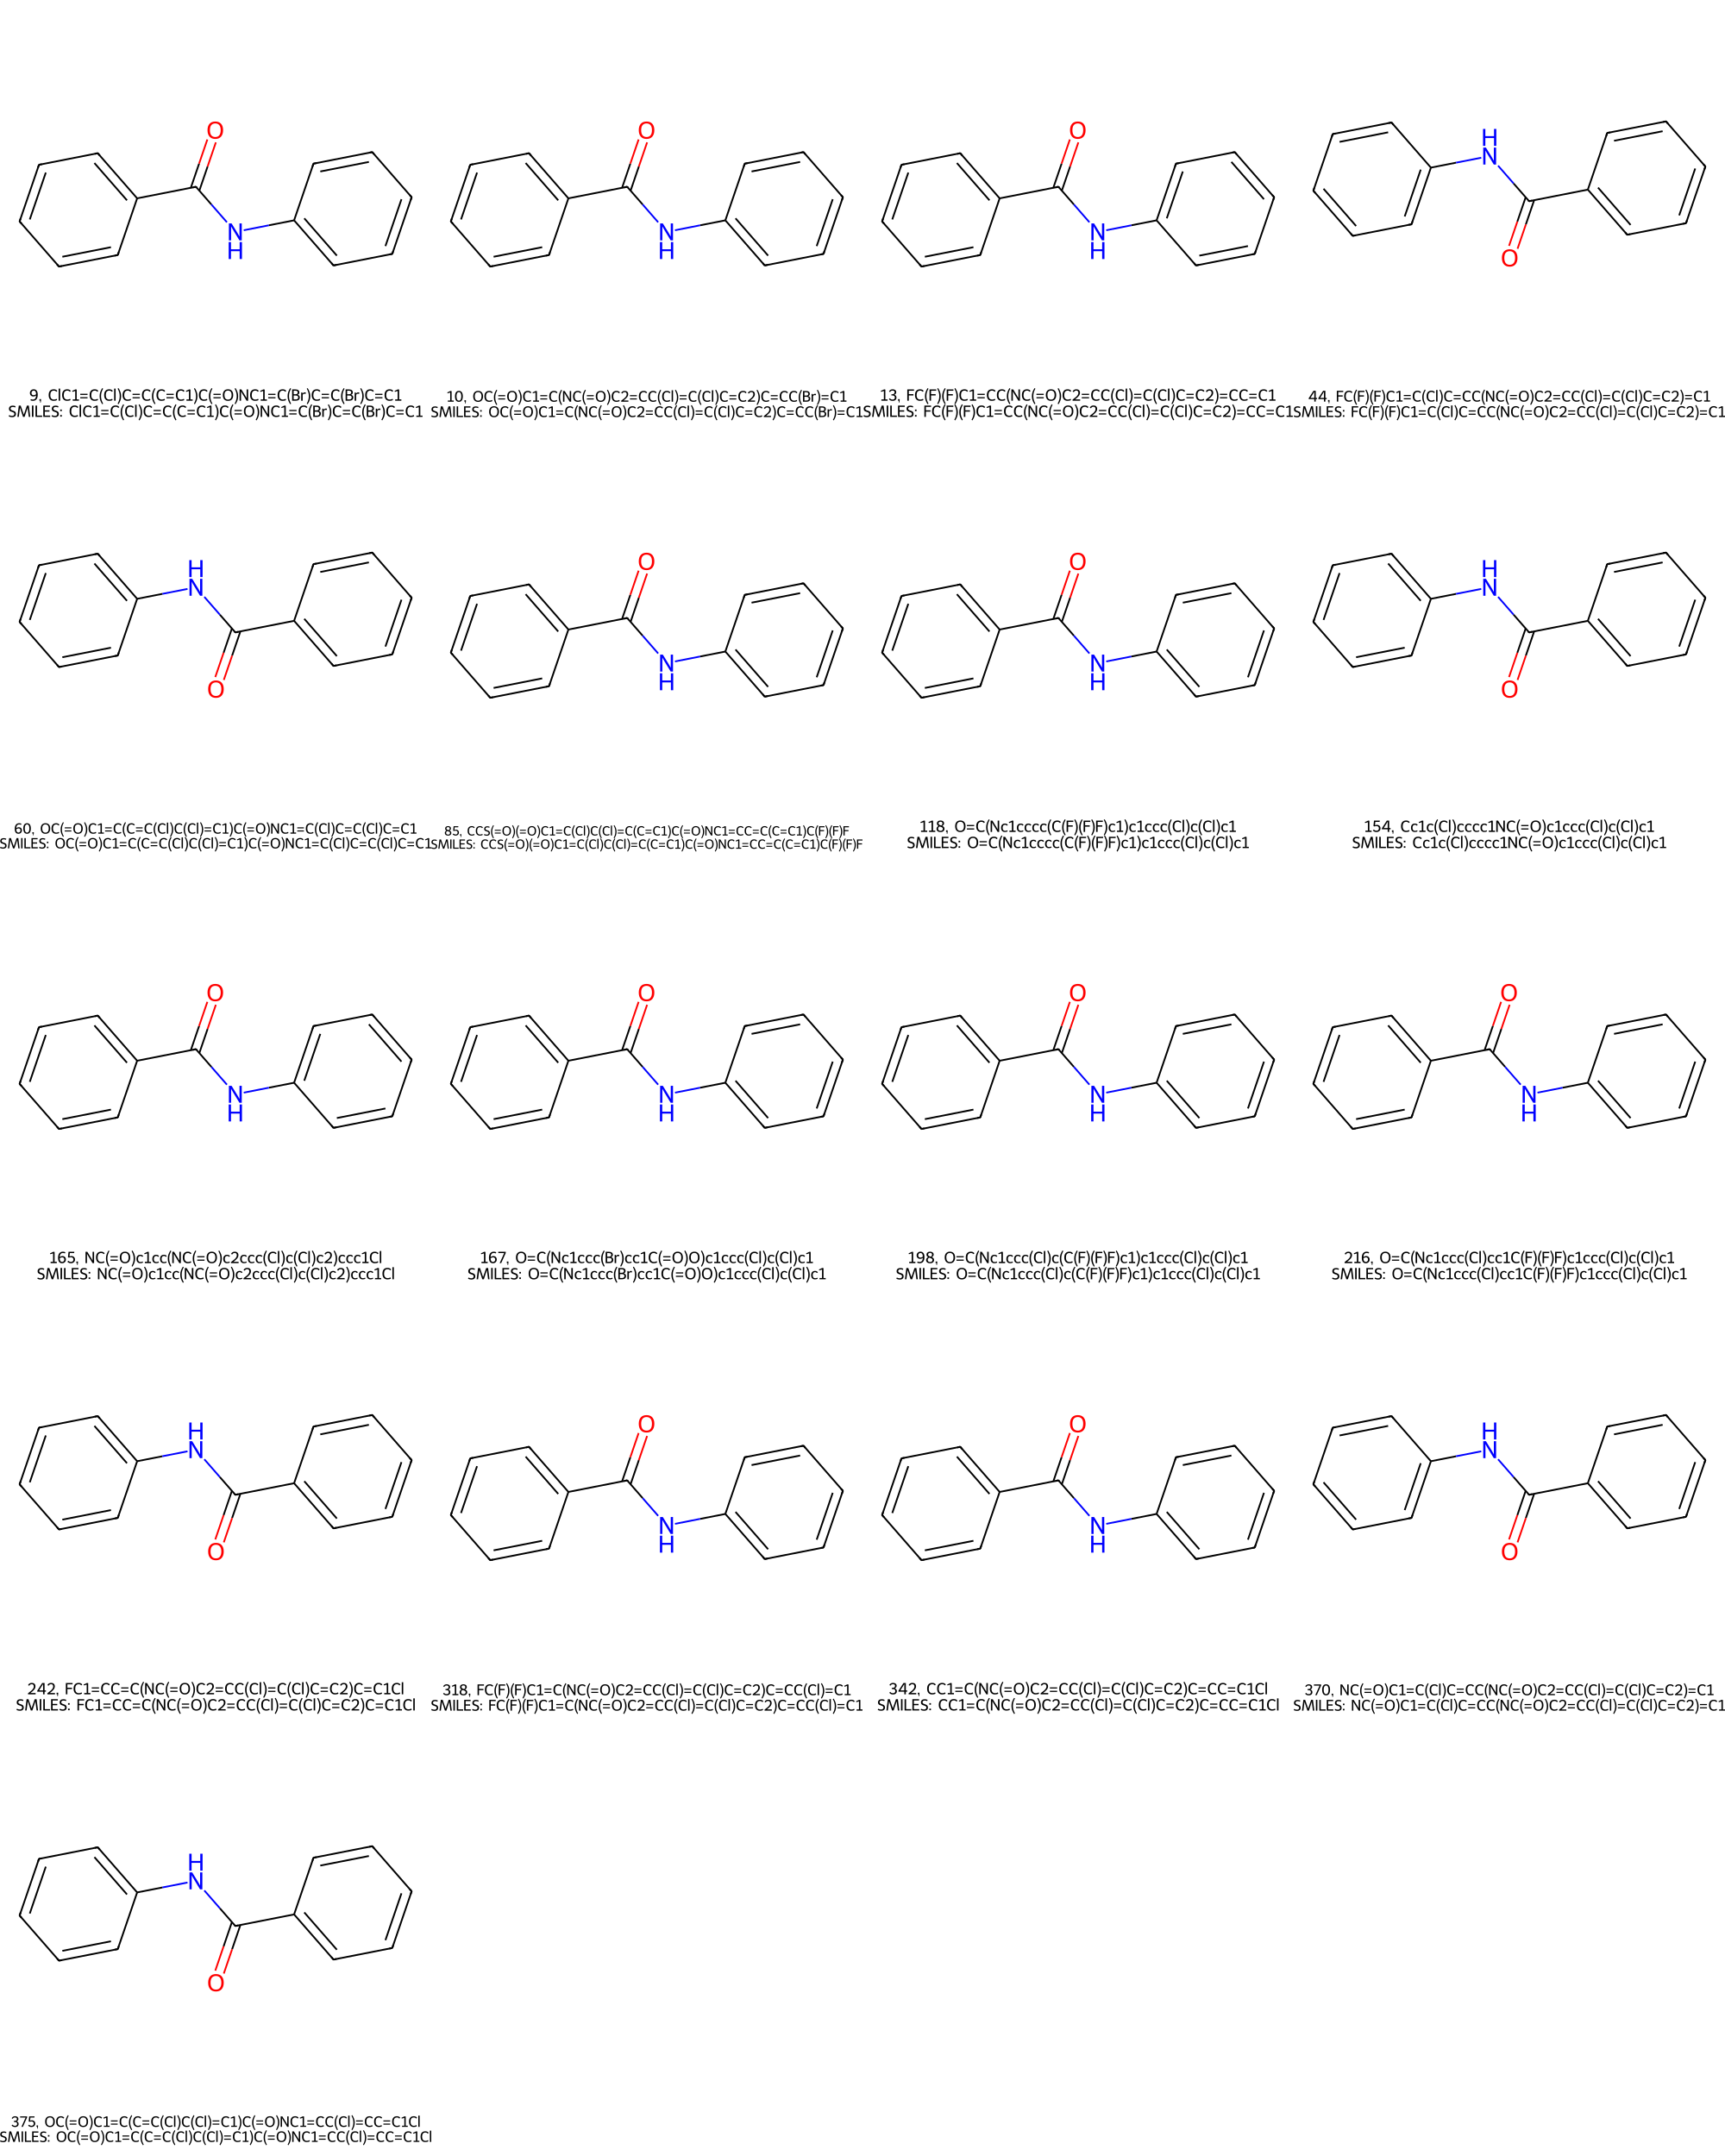 O
N
H
O
N
H
O
N
H
H
N
O
9, ClC1=C(Cl)C=C(C=C1)C(=O)NC1=C(Br)C=C(Br)C=C1
SMILES: ClC1=C(Cl)C=C(C=C1)C(=O)NC1=C(Br)C=C(Br)C=C1
10, OC(=O)C1=C(NC(=O)C2=CC(Cl)=C(Cl)C=C2)C=CC(Br)=C1
SMILES: OC(=O)C1=C(NC(=O)C2=CC(Cl)=C(Cl)C=C2)C=CC(Br)=C1
13, FC(F)(F)C1=CC(NC(=O)C2=CC(Cl)=C(Cl)C=C2)=CC=C1
SMILES: FC(F)(F)C1=CC(NC(=O)C2=CC(Cl)=C(Cl)C=C2)=CC=C1
44, FC(F)(F)C1=C(Cl)C=CC(NC(=O)C2=CC(Cl)=C(Cl)C=C2)=C1
SMILES: FC(F)(F)C1=C(Cl)C=CC(NC(=O)C2=CC(Cl)=C(Cl)C=C2)=C1
H
N
O
O
N
H
O
N
H
H
N
O
60, OC(=O)C1=C(C=C(Cl)C(Cl)=C1)C(=O)NC1=C(Cl)C=C(Cl)C=C1
SMILES: OC(=O)C1=C(C=C(Cl)C(Cl)=C1)C(=O)NC1=C(Cl)C=C(Cl)C=C1
85, CCS(=O)(=O)C1=C(Cl)C(Cl)=C(C=C1)C(=O)NC1=CC=C(C=C1)C(F)(F)F
SMILES: CCS(=O)(=O)C1=C(Cl)C(Cl)=C(C=C1)C(=O)NC1=CC=C(C=C1)C(F)(F)F
118, O=C(Nc1cccc(C(F)(F)F)c1)c1ccc(Cl)c(Cl)c1
SMILES: O=C(Nc1cccc(C(F)(F)F)c1)c1ccc(Cl)c(Cl)c1
154, Cc1c(Cl)cccc1NC(=O)c1ccc(Cl)c(Cl)c1
SMILES: Cc1c(Cl)cccc1NC(=O)c1ccc(Cl)c(Cl)c1
O
N
H
O
N
H
O
N
H
O
N
H
165, NC(=O)c1cc(NC(=O)c2ccc(Cl)c(Cl)c2)ccc1Cl
SMILES: NC(=O)c1cc(NC(=O)c2ccc(Cl)c(Cl)c2)ccc1Cl
167, O=C(Nc1ccc(Br)cc1C(=O)O)c1ccc(Cl)c(Cl)c1
SMILES: O=C(Nc1ccc(Br)cc1C(=O)O)c1ccc(Cl)c(Cl)c1
198, O=C(Nc1ccc(Cl)c(C(F)(F)F)c1)c1ccc(Cl)c(Cl)c1
SMILES: O=C(Nc1ccc(Cl)c(C(F)(F)F)c1)c1ccc(Cl)c(Cl)c1
216, O=C(Nc1ccc(Cl)cc1C(F)(F)F)c1ccc(Cl)c(Cl)c1
SMILES: O=C(Nc1ccc(Cl)cc1C(F)(F)F)c1ccc(Cl)c(Cl)c1
H
N
O
O
N
H
O
N
H
H
N
O
242, FC1=CC=C(NC(=O)C2=CC(Cl)=C(Cl)C=C2)C=C1Cl
SMILES: FC1=CC=C(NC(=O)C2=CC(Cl)=C(Cl)C=C2)C=C1Cl
318, FC(F)(F)C1=C(NC(=O)C2=CC(Cl)=C(Cl)C=C2)C=CC(Cl)=C1
SMILES: FC(F)(F)C1=C(NC(=O)C2=CC(Cl)=C(Cl)C=C2)C=CC(Cl)=C1
342, CC1=C(NC(=O)C2=CC(Cl)=C(Cl)C=C2)C=CC=C1Cl
SMILES: CC1=C(NC(=O)C2=CC(Cl)=C(Cl)C=C2)C=CC=C1Cl
370, NC(=O)C1=C(Cl)C=CC(NC(=O)C2=CC(Cl)=C(Cl)C=C2)=C1
SMILES: NC(=O)C1=C(Cl)C=CC(NC(=O)C2=CC(Cl)=C(Cl)C=C2)=C1
H
N
O
375, OC(=O)C1=C(C=C(Cl)C(Cl)=C1)C(=O)NC1=CC(Cl)=CC=C1Cl
SMILES: OC(=O)C1=C(C=C(Cl)C(Cl)=C1)C(=O)NC1=CC(Cl)=CC=C1Cl